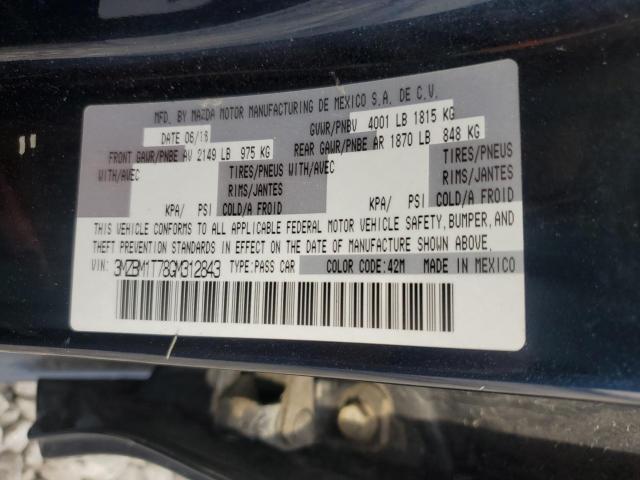 MFD. BY MAZDA MOTOR MANUFACTURING DE MEXICO S.A. DE C.V.
DATE 06/16 GVWR/PNBV 4001 LB 1815 KG
FRONT GAWR/PNBE AV 2149 LB 975 KG REAR GAWR/PNBE AR 1870 LB 848 KG
WITH/AVEC TIRES/PNEUS WITH/AVEC TIRES/PNEUS
RIMS/JANTES RIMS/JANTES
KPA/ PSI COLD/A FROID KPA/ PSI COLD/A FROID
THIS VEHICLE CONFORMS TO ALL APPLICABLE FEDERAL MOTOR VEHICLE SAFETY, BUMPER, AND
THEFT PREVENTION STANDARDS IN EFFECT ON THE DATE OF MANUFACTURE SHOWN ABOVE.
VIN: 3MZBM1T78GM312843 TYPE: PASS CAR COLOR CODE: 42M MADE IN MEXICO